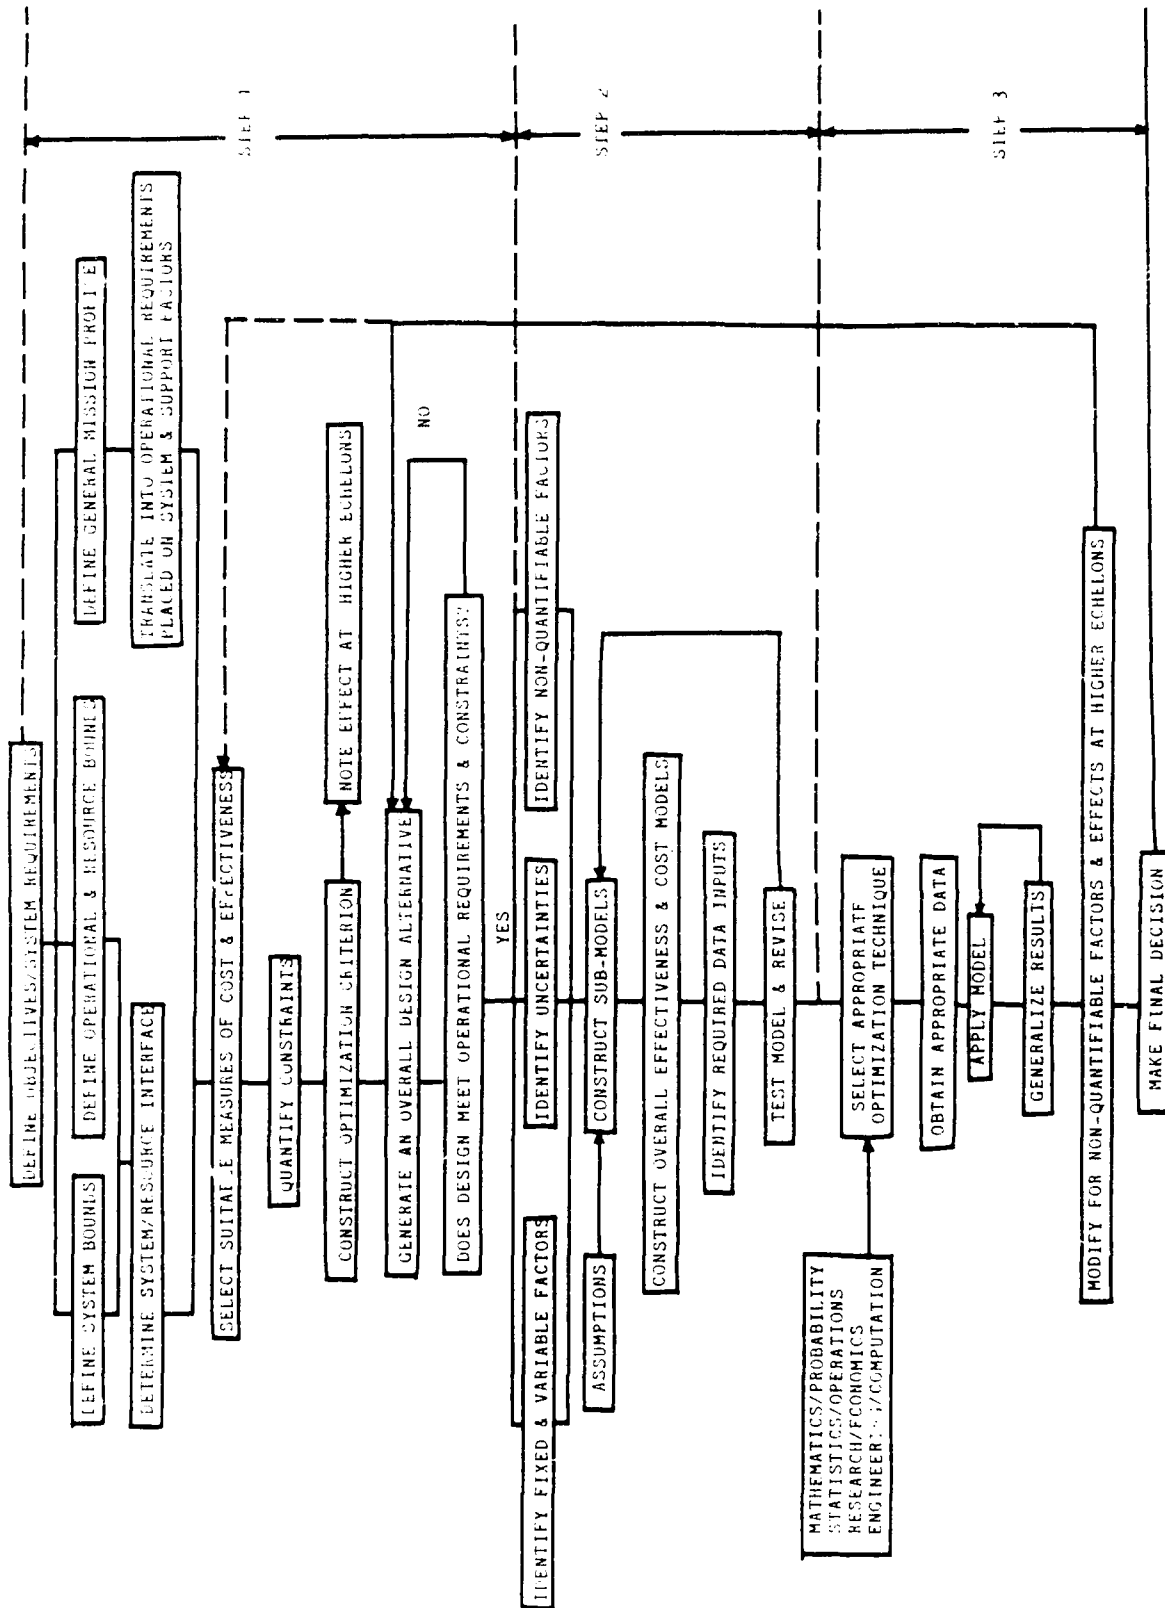 DEFINE OBJECTIVES/SYSTEM REQUIREMENTS
DEFINE SYSTEM BOUNDS
DEFINE OPERATIONAL & RESOURCE BOUNDS
DEFINE GENERAL MISSION PROFILE
DETERMINE SYSTEM/RESOURCE INTERFACE
TRANSLATE INTO OPERATIONAL REQUIREMENTS
PLACED ON SYSTEM & SUPPORT FACTORS
STEP 1
SELECT SUITABLE MEASURES OF COST & EFFECTIVENESS
QUANTIFY CONSTRAINTS
CONSTRUCT OPTIMIZATION CRITERION
NOTE EFFECT AT HIGHER ECHELONS
GENERATE AN OVERALL DESIGN ALTERNATIVE
NO
DOES DESIGN MEET OPERATIONAL REQUIREMENTS & CONSTRAINTS?
YES
IDENTIFY FIXED & VARIABLE FACTORS
IDENTIFY UNCERTAINTIES
IDENTIFY NON-QUANTIFIABLE FACTORS
STEP 2
ASSUMPTIONS
CONSTRUCT SUB-MODELS
CONSTRUCT OVERALL EFFECTIVENESS & COST MODELS
IDENTIFY REQUIRED DATA INPUTS
TEST MODEL & REVISE
MATHEMATICS/PROBABILITY
STATISTICS/OPERATIONS
RESEARCH/ECONOMICS
ENGINEERING/COMPUTATION
SELECT APPROPRIATE
OPTIMIZATION TECHNIQUE
OBTAIN APPROPRIATE DATA
APPLY MODEL
GENERALIZE RESULTS
STEP 3
MODIFY FOR NON-QUANTIFIABLE FACTORS & EFFECTS AT HIGHER ECHELONS
MAKE FINAL DECISION